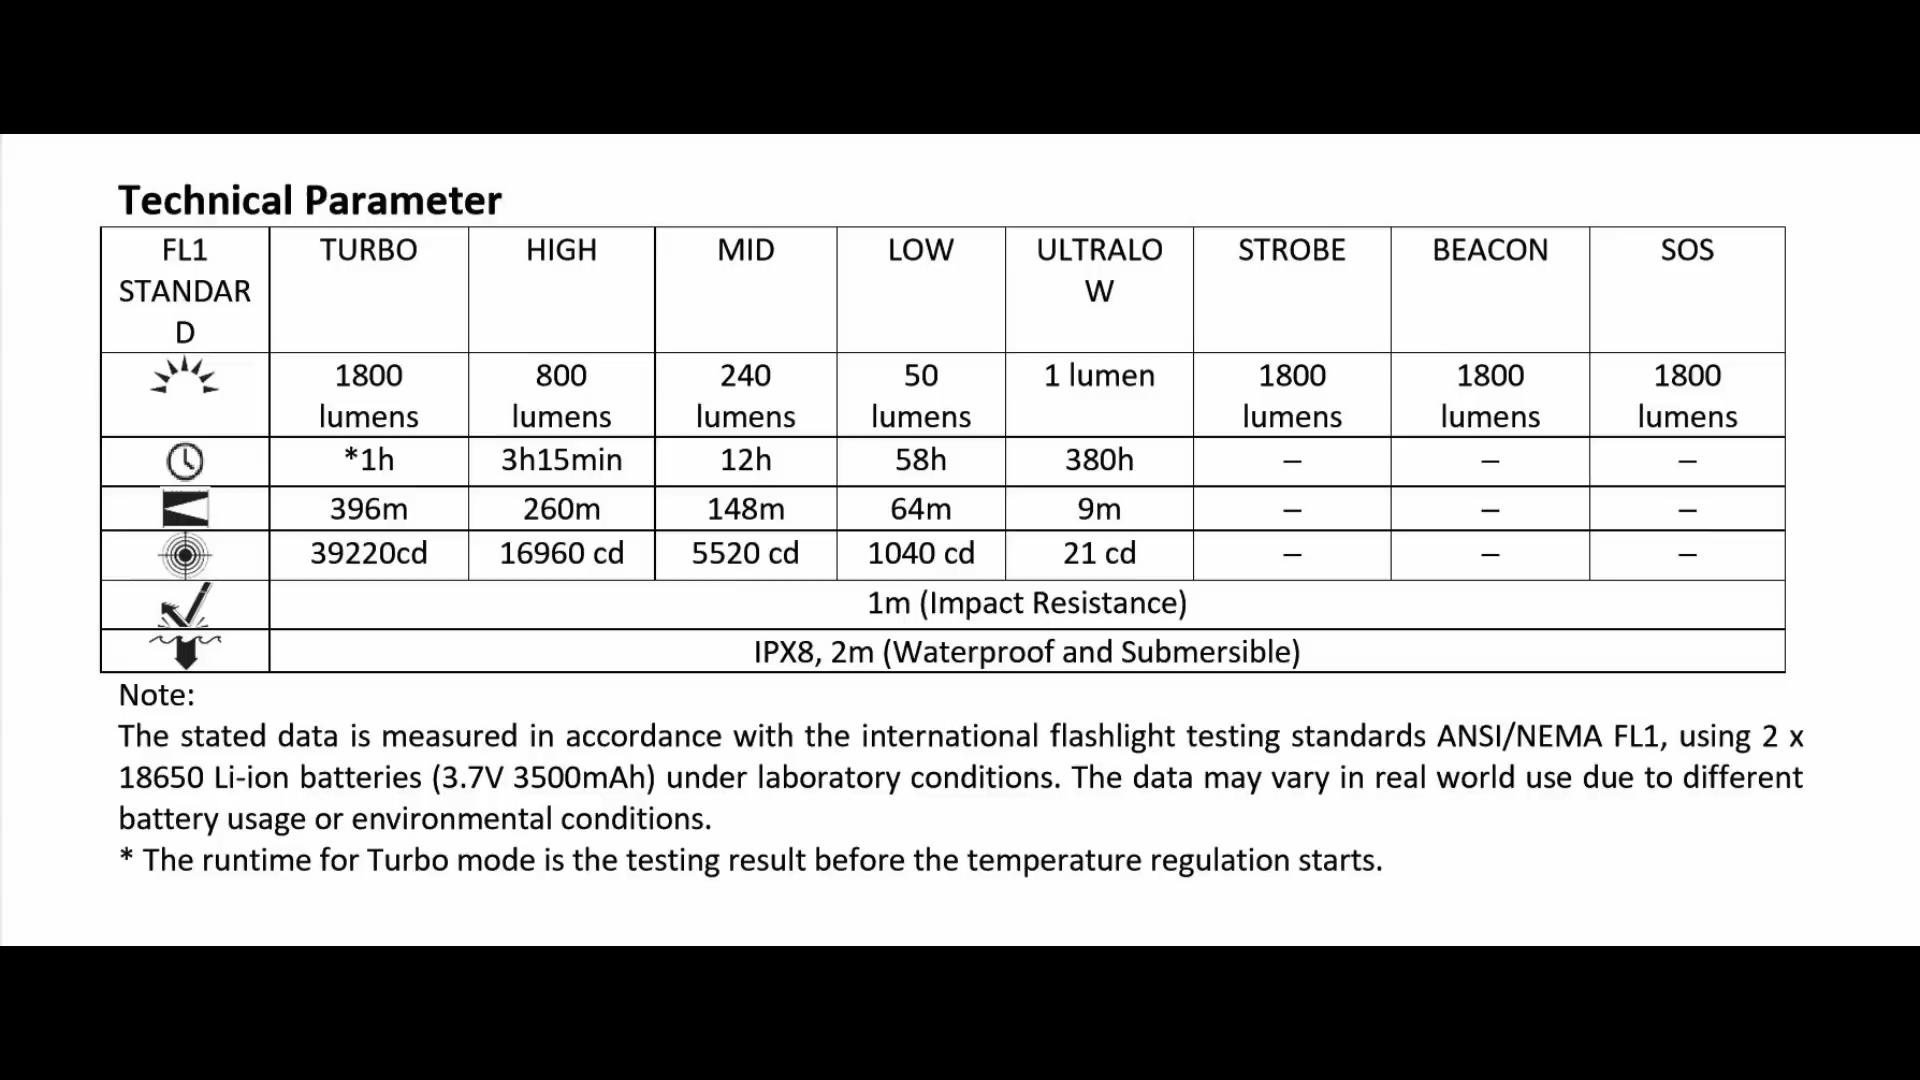 Technical Parameter
FL1 STANDARD TURBO HIGH MID LOW ULTRALOW STROBE BEACON SOS
1800 lumens 800 lumens 240 lumens 50 lumens 1 lumen 1800 lumens 1800 lumens 1800 lumens
*1h 3h15min 12h 58h 380h – – –
396m 260m 148m 64m 9m – – –
39220cd 16960 cd 5520 cd 1040 cd 21 cd – – –
1m (Impact Resistance)
IPX8, 2m (Waterproof and Submersible)
Note:
The stated data is measured in accordance with the international flashlight testing standards ANSI/NEMA FL1, using 2 x
18650 Li-ion batteries (3.7V 3500mAh) under laboratory conditions. The data may vary in real world use due to different
battery usage or environmental conditions.
* The runtime for Turbo mode is the testing result before the temperature regulation starts.